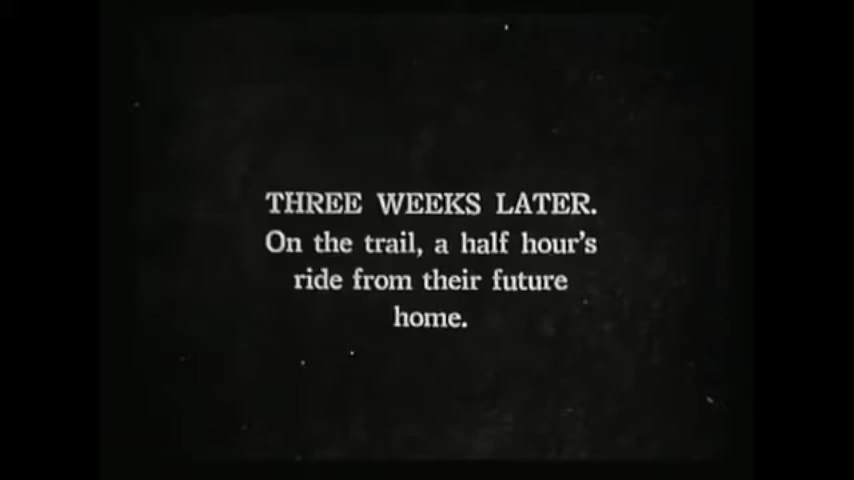 THREE WEEKS LATER.
On the trail, a half hour's
ride from their future
home.